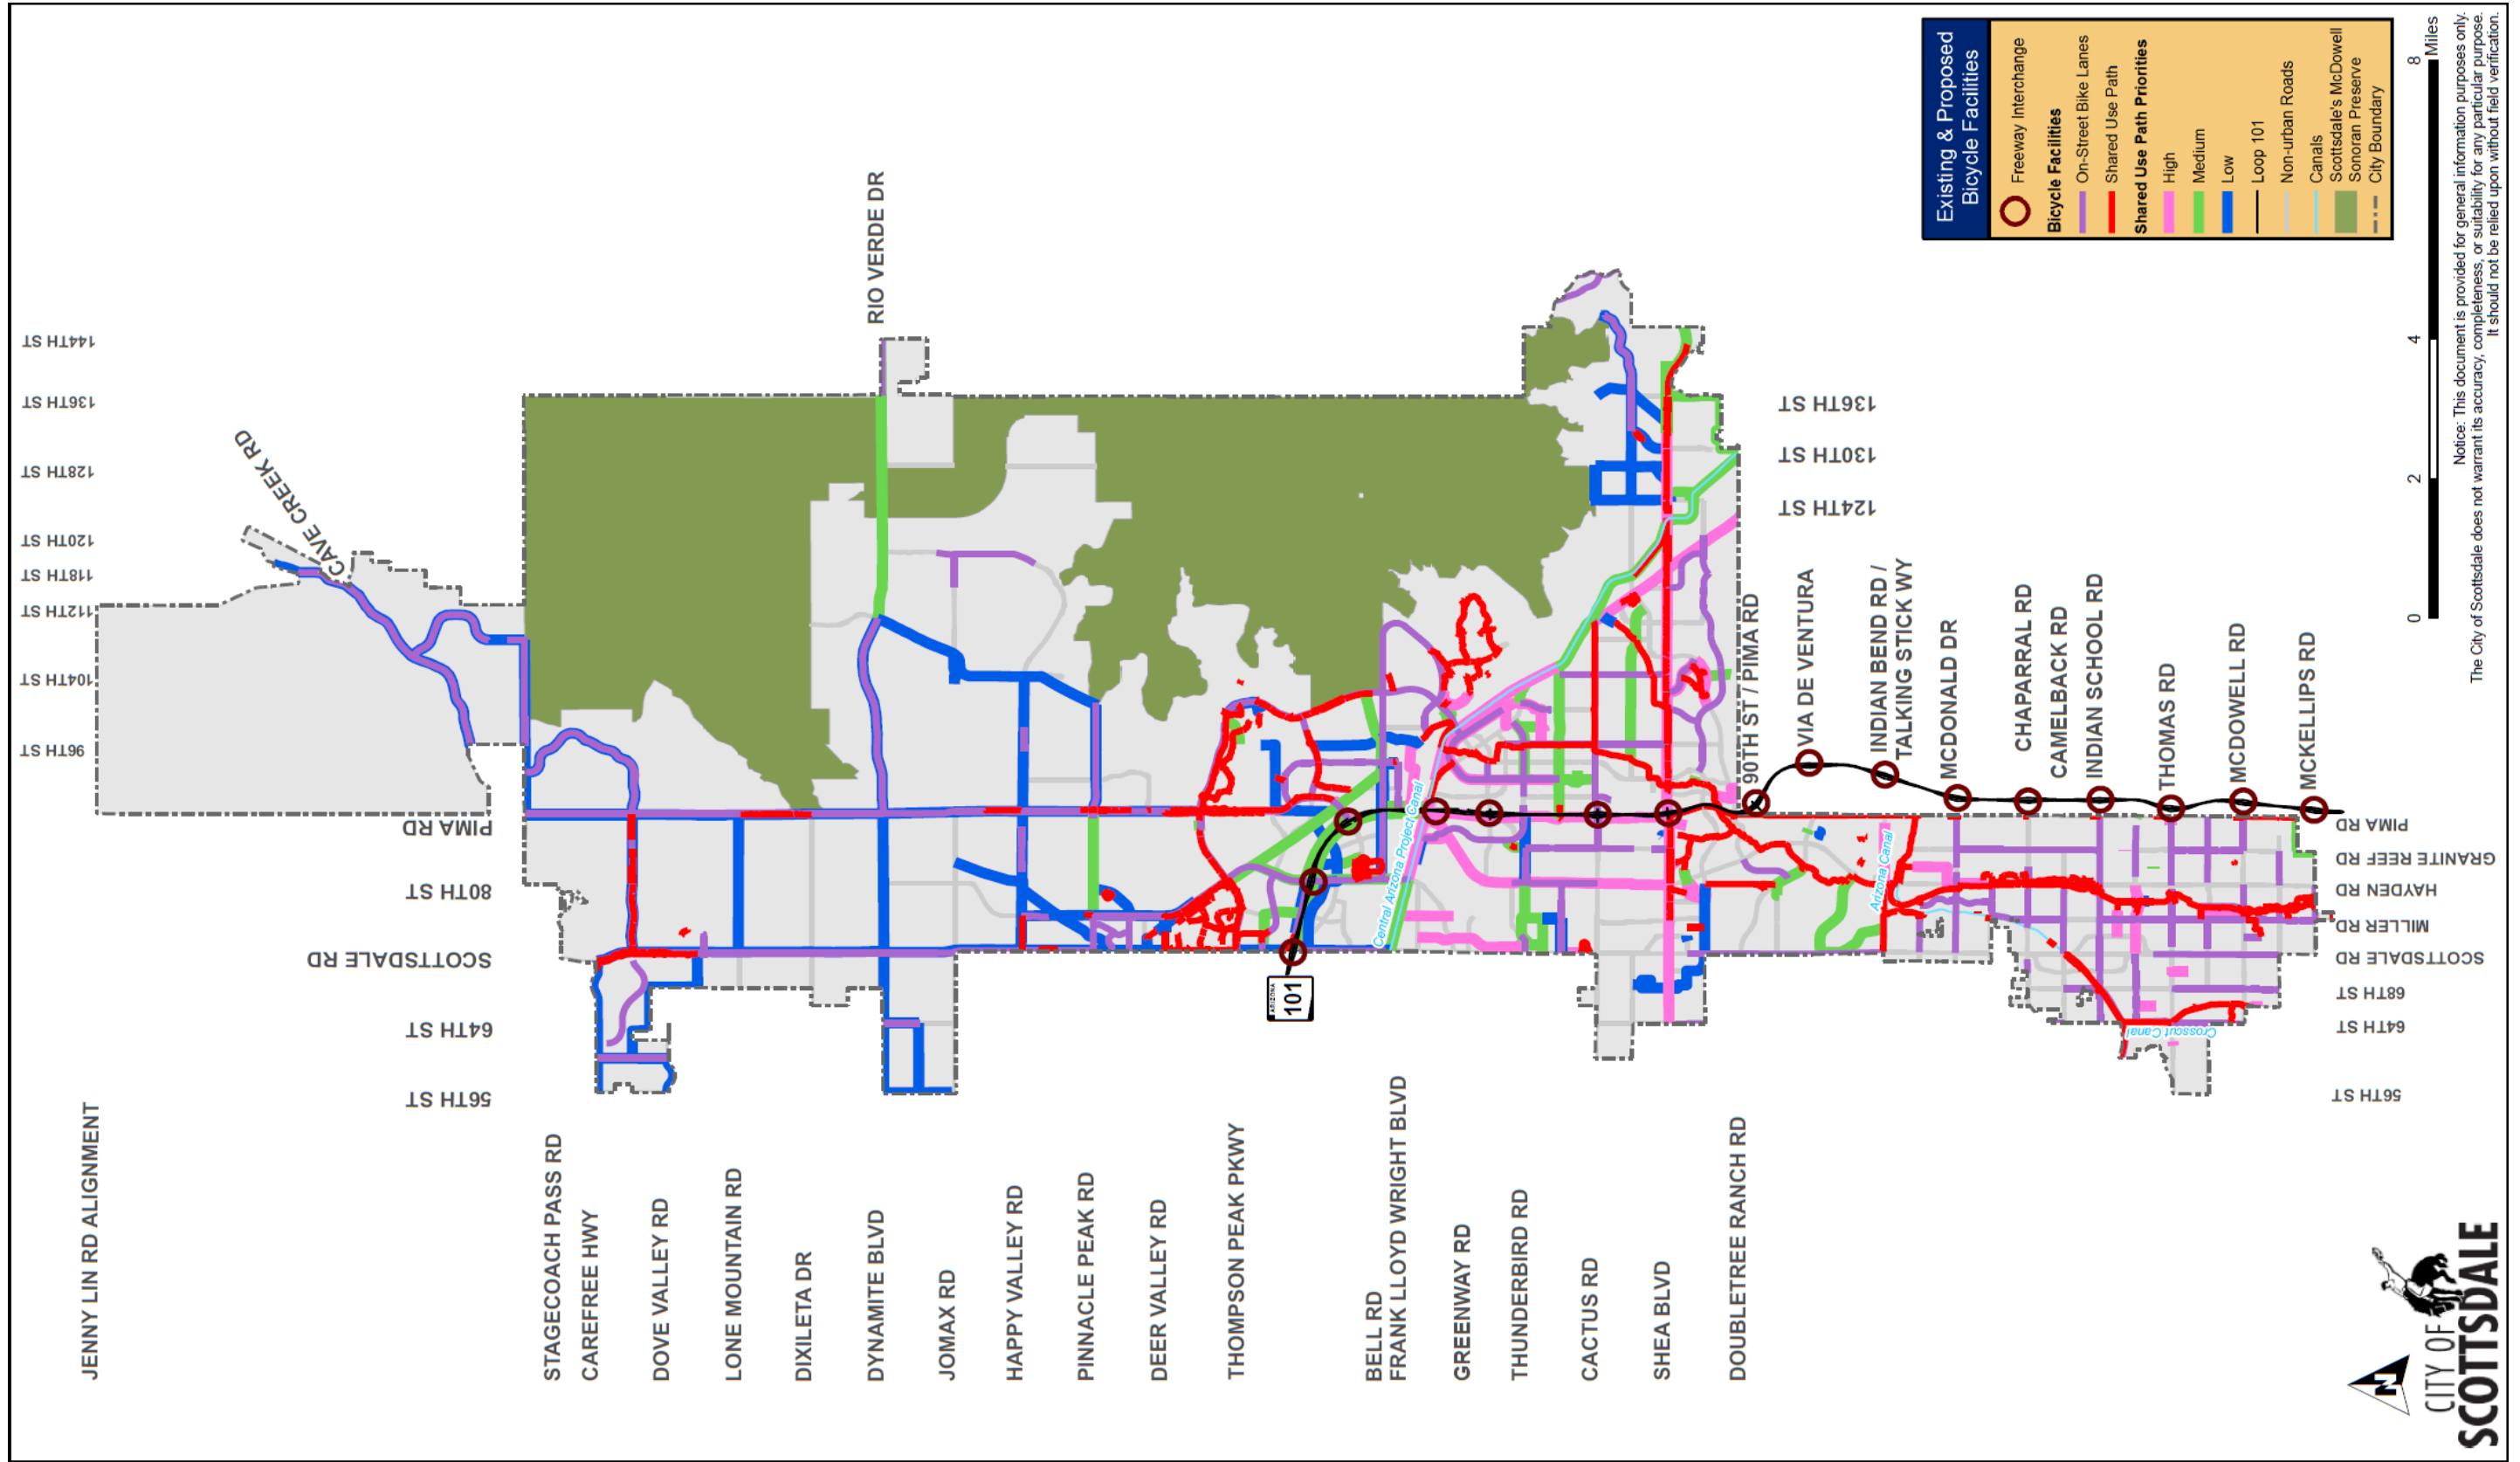 Existing & Proposed
Bicycle Facilities
Freeway Interchange
Bicycle Facilities
On-Street Bike Lanes
Shared Use Path
Shared Use Path Priorities
High
Medium
Low
Loop 101
Non-urban Roads
Canals
Scottsdale's McDowell
Sonoran Preserve
City Boundary
0
2
4
8
Miles
Notice: This document is provided for general information purposes only.
The City of Scottsdale does not warrant its accuracy, completeness, or suitability for any particular purpose.
It should not be relied upon without field verification.
JENNY LIN RD ALIGNMENT
STAGECOACH PASS RD
CAREFREE HWY
DOVE VALLEY RD
LONE MOUNTAIN RD
DIXILETA DR
DYNAMITE BLVD
JOMAX RD
HAPPY VALLEY RD
PINNACLE PEAK RD
DEER VALLEY RD
THOMPSON PEAK PKWY
BELL RD
FRANK LLOYD WRIGHT BLVD
GREENWAY RD
THUNDERBIRD RD
CACTUS RD
SHEA BLVD
DOUBLETREE RANCH RD
144TH ST
136TH ST
128TH ST
120TH ST
118TH ST
112TH ST
104TH ST
96TH ST
CAVE CREEK RD
RIO VERDE DR
PIMA RD
80TH ST
SCOTTSDALE RD
64TH ST
56TH ST
136TH ST
130TH ST
124TH ST
90TH ST / PIMA RD
VIA DE VENTURA
INDIAN BEND RD /
TALKING STICK WY
MCDONALD DR
CHAPARRAL RD
CAMELBACK RD
INDIAN SCHOOL RD
THOMAS RD
MCDOWELL RD
MCKELLIPS RD
PIMA RD
GRANITE REEF RD
HAYDEN RD
MILLER RD
SCOTTSDALE RD
68TH ST
64TH ST
56TH ST
Central Arizona Project Canal
Arizona Canal
Crosscut Canal
ARIZONA
101
N
CITY OF
SCOTTSDALE